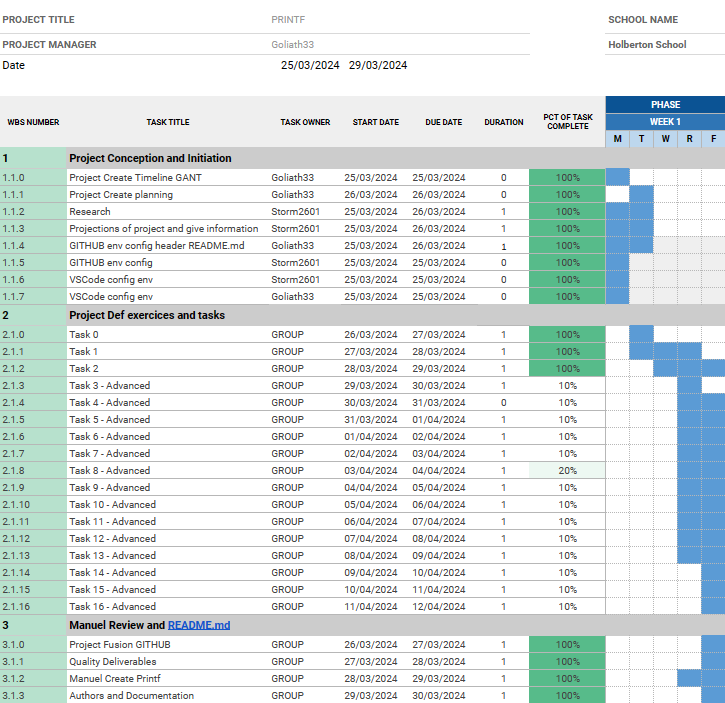 PROJECT TITLE PRINTF SCHOOL NAME
PROJECT MANAGER Goliath33 Holberton School
Date 25/03/2024 29/03/2024
PHASE
WBS NUMBER TASK TITLE TASK OWNER START DATE DUE DATE DURATION PCT OF TASK COMPLETE WEEK 1
M T W R F
1 Project Conception and Initiation
1.1.0 Project Create Timeline GANT Goliath33 25/03/2024 25/03/2024 0 100%
1.1.1 Project Create planning Goliath33 26/03/2024 26/03/2024 0 100%
1.1.2 Research Storm2601 25/03/2024 26/03/2024 1 100%
1.1.3 Projections of project and give information Storm2601 25/03/2024 26/03/2024 1 100%
1.1.4 GITHUB env config header README.md Goliath33 25/03/2024 26/03/2024 1 100%
1.1.5 GITHUB env config Storm2601 25/03/2024 25/03/2024 0 100%
1.1.6 VSCode config env Storm2601 25/03/2024 25/03/2024 0 100%
1.1.7 VSCode config env Goliath33 25/03/2024 25/03/2024 0 100%
2 Project Def exercices and tasks
2.1.0 Task 0 GROUP 26/03/2024 27/03/2024 1 100%
2.1.1 Task 1 GROUP 27/03/2024 28/03/2024 1 100%
2.1.2 Task 2 GROUP 28/03/2024 29/03/2024 1 100%
2.1.3 Task 3 - Advanced GROUP 29/03/2024 30/03/2024 1 10%
2.1.4 Task 4 - Advanced GROUP 30/03/2024 31/03/2024 0 10%
2.1.5 Task 5 - Advanced GROUP 31/03/2024 01/04/2024 1 10%
2.1.6 Task 6 - Advanced GROUP 01/04/2024 02/04/2024 1 10%
2.1.7 Task 7 - Advanced GROUP 02/04/2024 03/04/2024 1 10%
2.1.8 Task 8 - Advanced GROUP 03/04/2024 04/04/2024 1 20%
2.1.9 Task 9 - Advanced GROUP 04/04/2024 05/04/2024 1 10%
2.1.10 Task 10 - Advanced GROUP 05/04/2024 06/04/2024 1 10%
2.1.11 Task 11 - Advanced GROUP 06/04/2024 07/04/2024 1 10%
2.1.12 Task 12 - Advanced GROUP 07/04/2024 08/04/2024 1 10%
2.1.13 Task 13 - Advanced GROUP 08/04/2024 09/04/2024 1 10%
2.1.14 Task 14 - Advanced GROUP 09/04/2024 10/04/2024 1 10%
2.1.15 Task 15 - Advanced GROUP 10/04/2024 11/04/2024 1 10%
2.1.16 Task 16 - Advanced GROUP 11/04/2024 12/04/2024 1 10%
3 Manuel Review and README.md
3.1.0 Project Fusion GITHUB GROUP 26/03/2024 27/03/2024 1 100%
3.1.1 Quality Deliverables GROUP 27/03/2024 28/03/2024 1 100%
3.1.2 Manuel Create Printf GROUP 28/03/2024 29/03/2024 1 100%
3.1.3 Authors and Documentation GROUP 29/03/2024 30/03/2024 1 100%